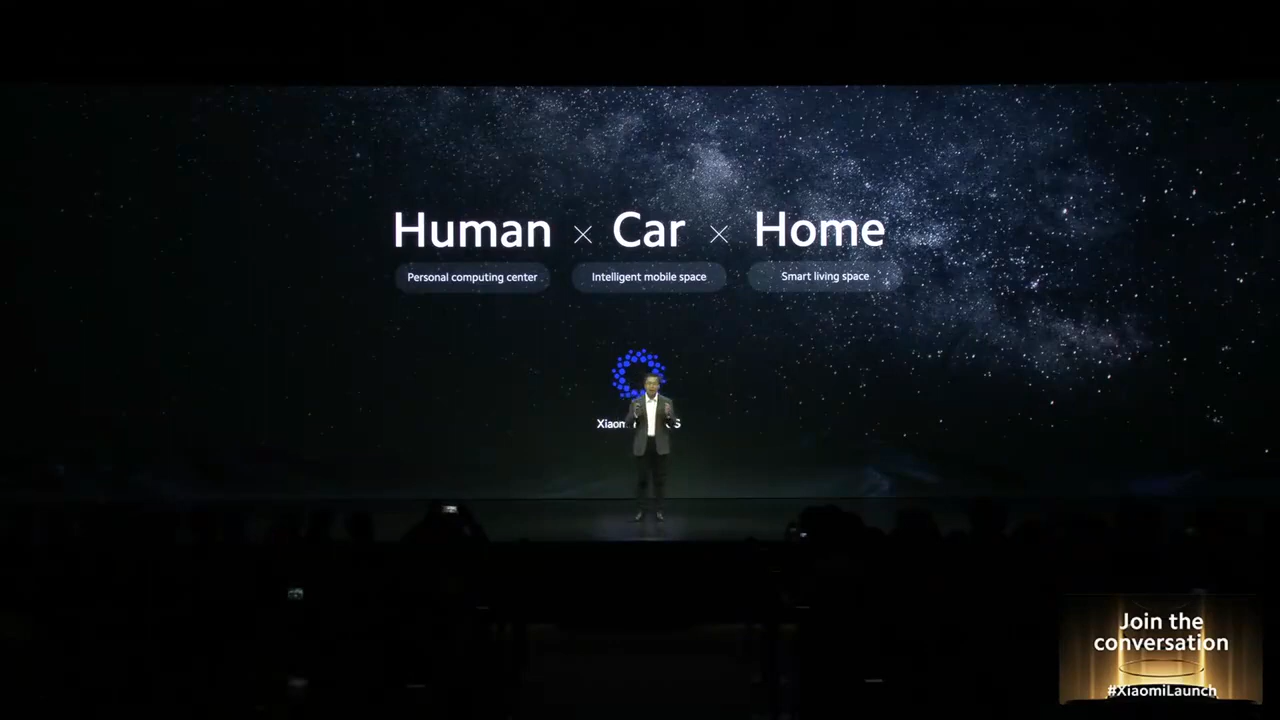 Human × Car × Home
Personal computing center
Intelligent mobile space
Smart living space
Join the
conversation
#XiaomiLaunch